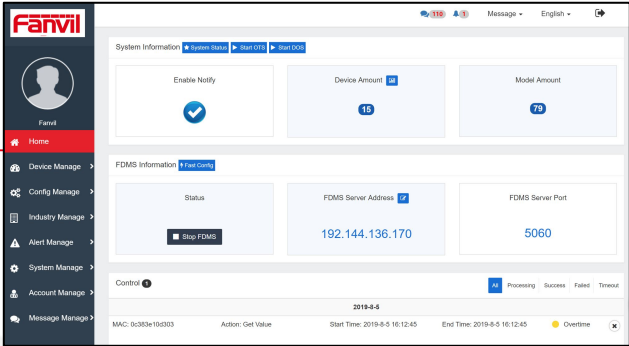 Fanvil
110 1 Message English
System Information System Status Start OTS Start DOS
Enable Notify
Device Amount
15
Model Amount
79
Fanvil
Home
Device Manage
Config Manage
Industry Manage
Alert Manage
System Manage
Account Manage
Message Manage
FDMS Information Fast Config
Status
Stop FDMS
FDMS Server Address
192.144.136.170
FDMS Server Port
5060
Control 1
All Processing Success Failed Timeout
2019-8-5
MAC: 0c383e10d303 Action: Get Value Start Time: 2019-8-5 16:12:45 End Time: 2019-8-5 16:12:45 Overtime